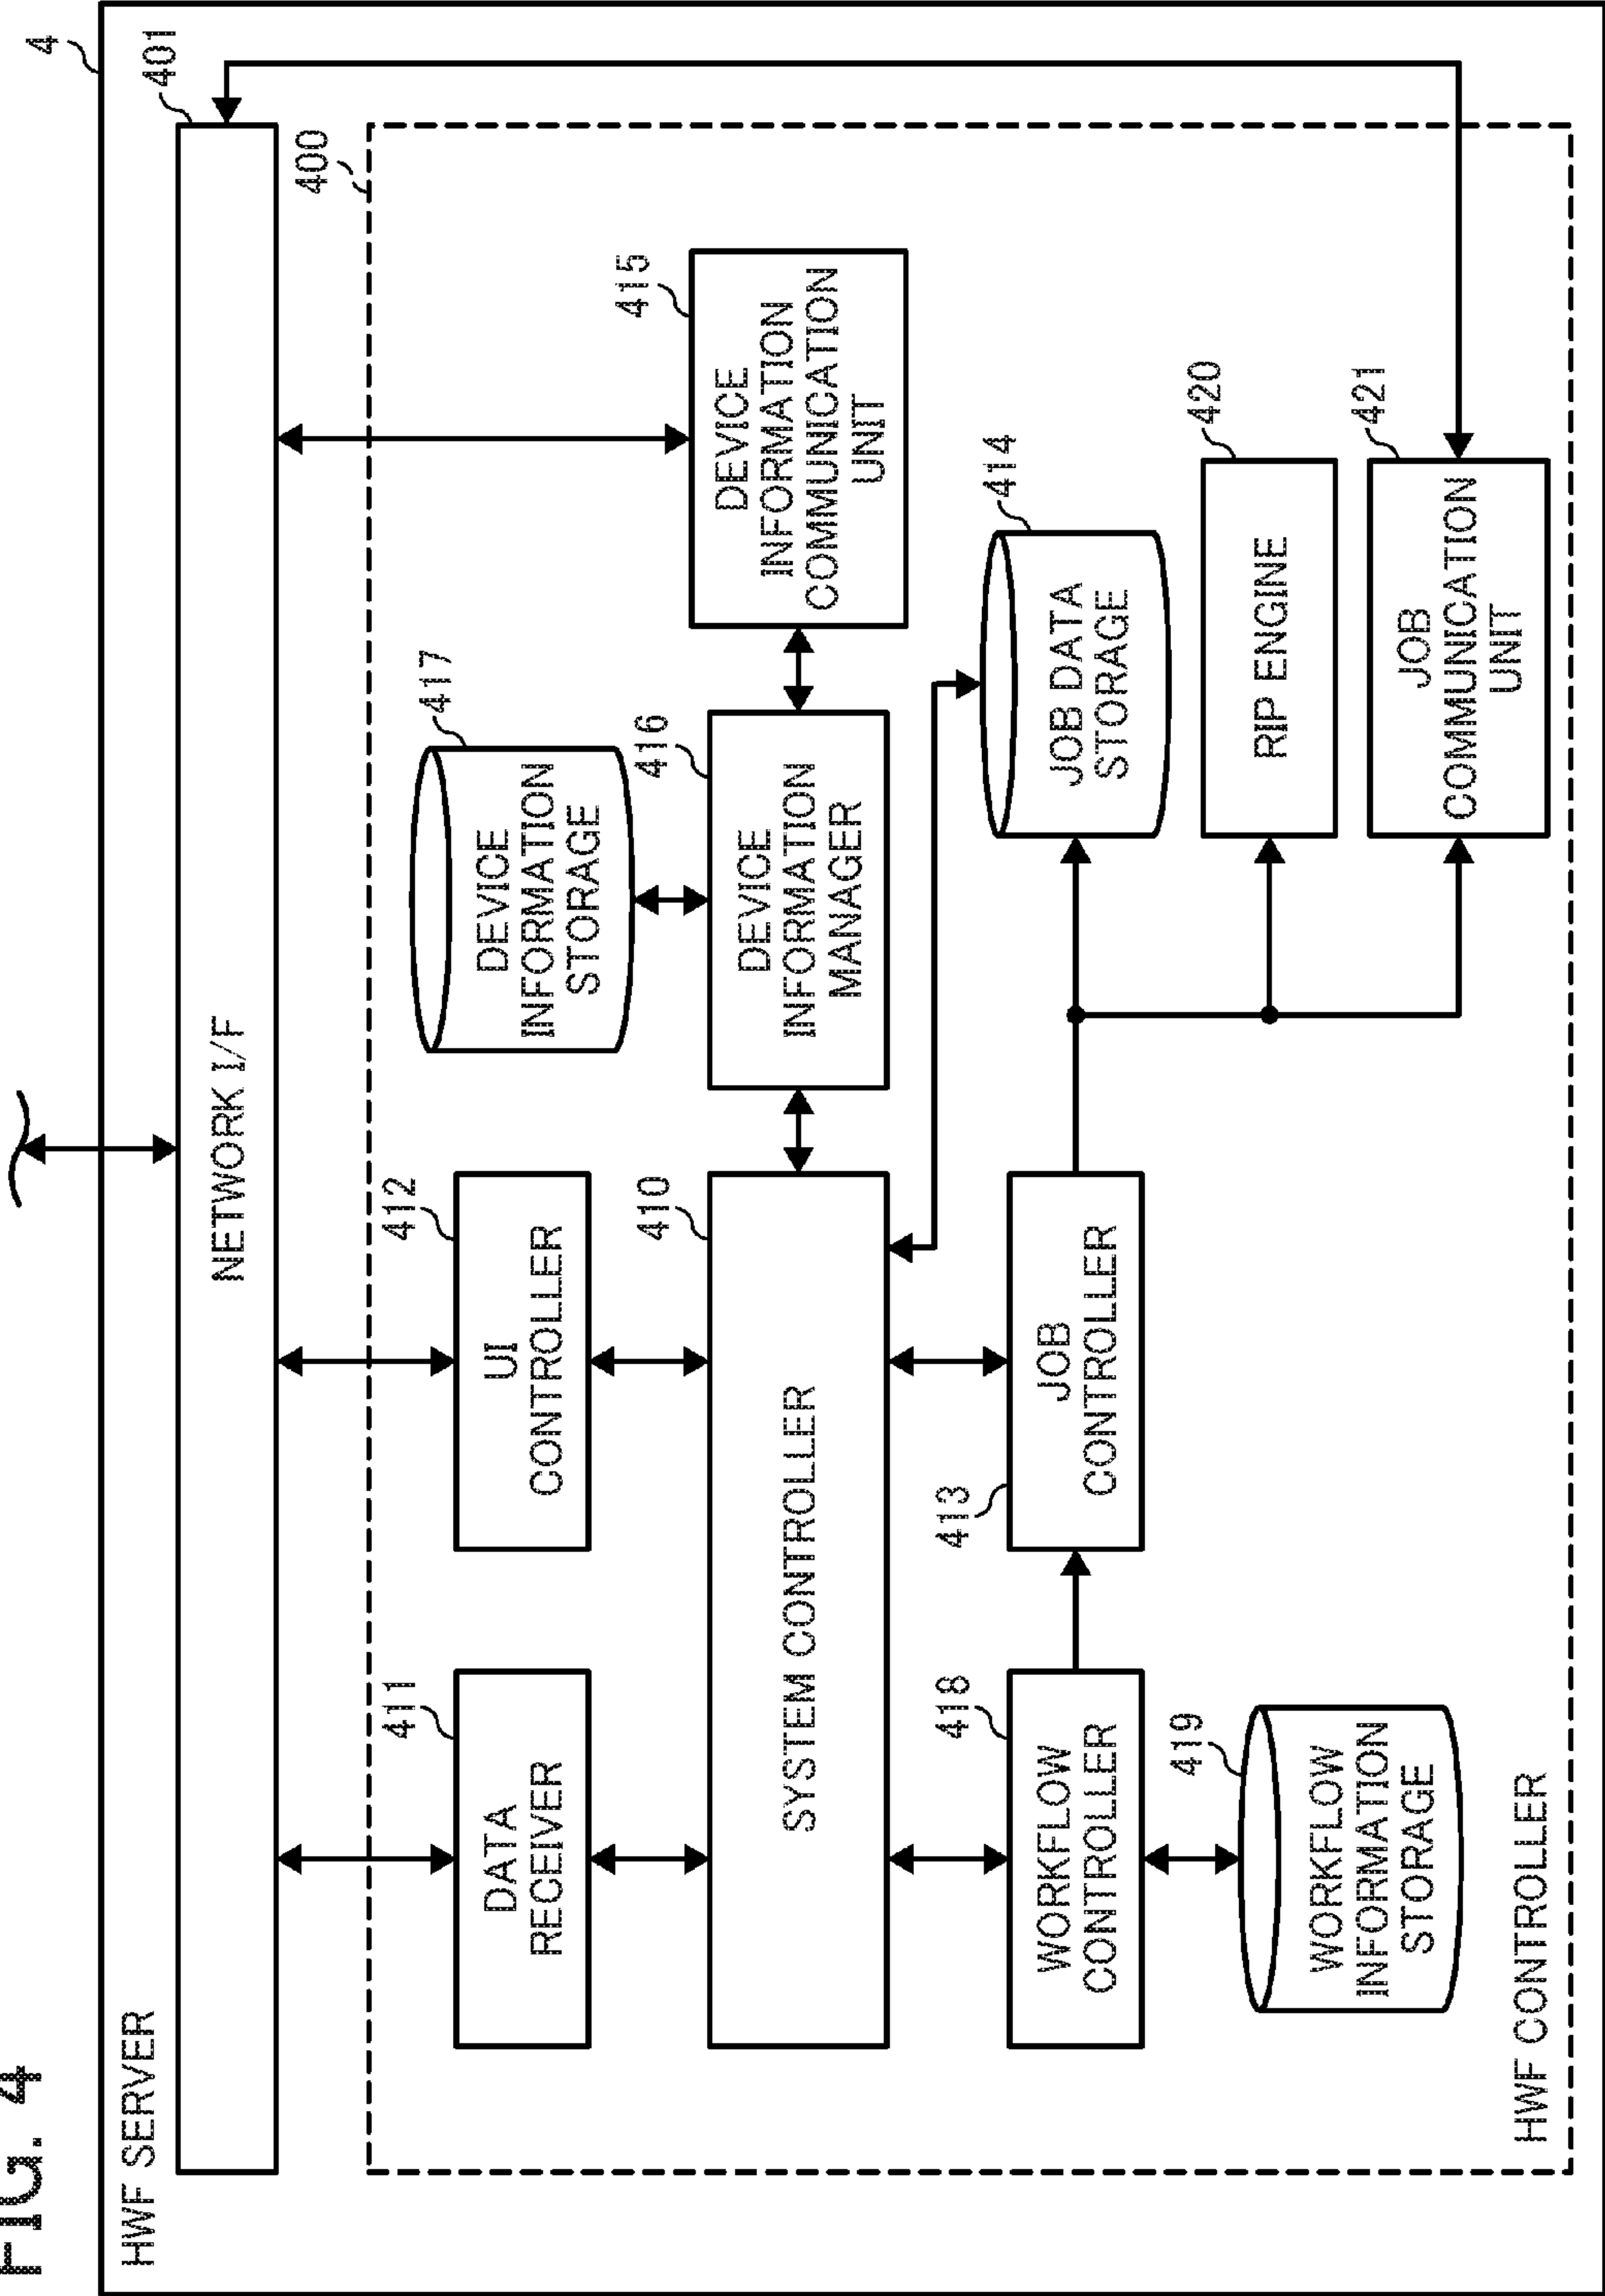 FIG. 4
4
HWF SERVER
401
NETWORK I/F
400
411
DATA
RECEIVER
412
UI
CONTROLLER
417
DEVICE
INFORMATION
STORAGE
415
DEVICE
INFORMATION
COMMUNICATION
UNIT
410
SYSTEM CONTROLLER
416
DEVICE
INFORMATION
MANAGER
418
WORKFLOW
CONTROLLER
413
JOB
CONTROLLER
414
JOB DATA
STORAGE
419
WORKFLOW
INFORMATION
STORAGE
420
RIP ENGINE
421
JOB
COMMUNICATION
UNIT
HWF CONTROLLER